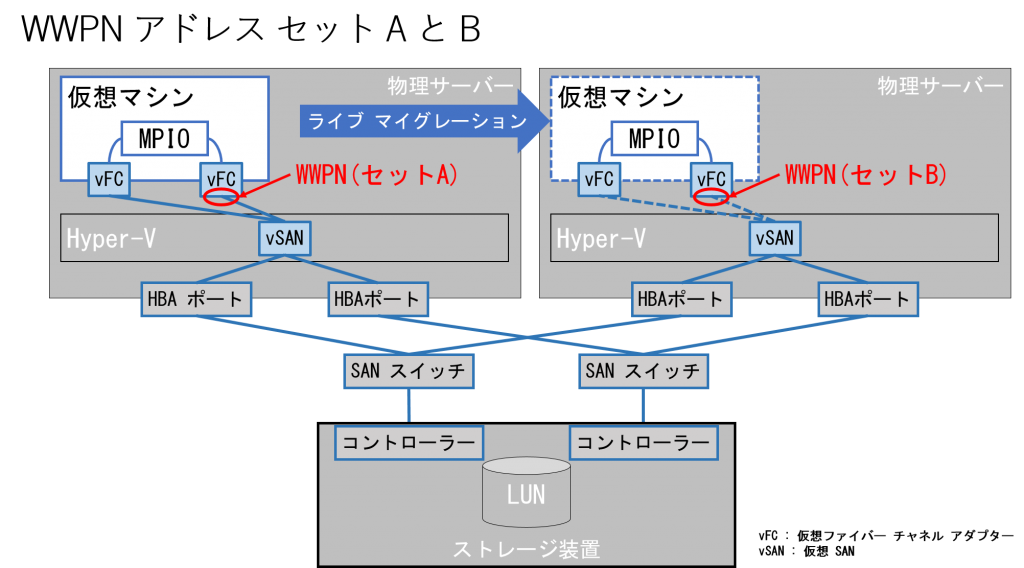 WWPN アドレス セット A と B
物理サーバー
物理サーバー
仮想マシン
仮想マシン
ライブ マイグレーション
MPIO
MPIO
vFC
vFC
WWPN(セットA)
vFC
vFC
WWPN(セットB)
Hyper-V
vSAN
Hyper-V
vSAN
HBA ポート
HBAポート
HBAポート
HBAポート
SAN スイッチ
SAN スイッチ
コントローラー
コントローラー
LUN
ストレージ装置
vFC : 仮想ファイバー チャネル アダプター
vSAN : 仮想 SAN